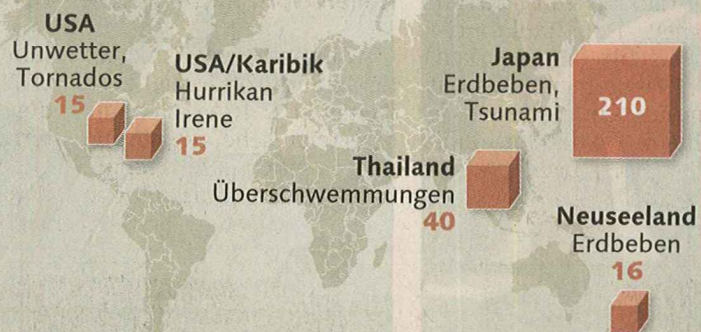 USA
Unwetter,
Tornados
15
USA/Karibik
Hurrikan
Irene
15
Japan
Erdbeben,
Tsunami
210
Thailand
Überschwemmungen
40
Neuseeland
Erdbeben
16